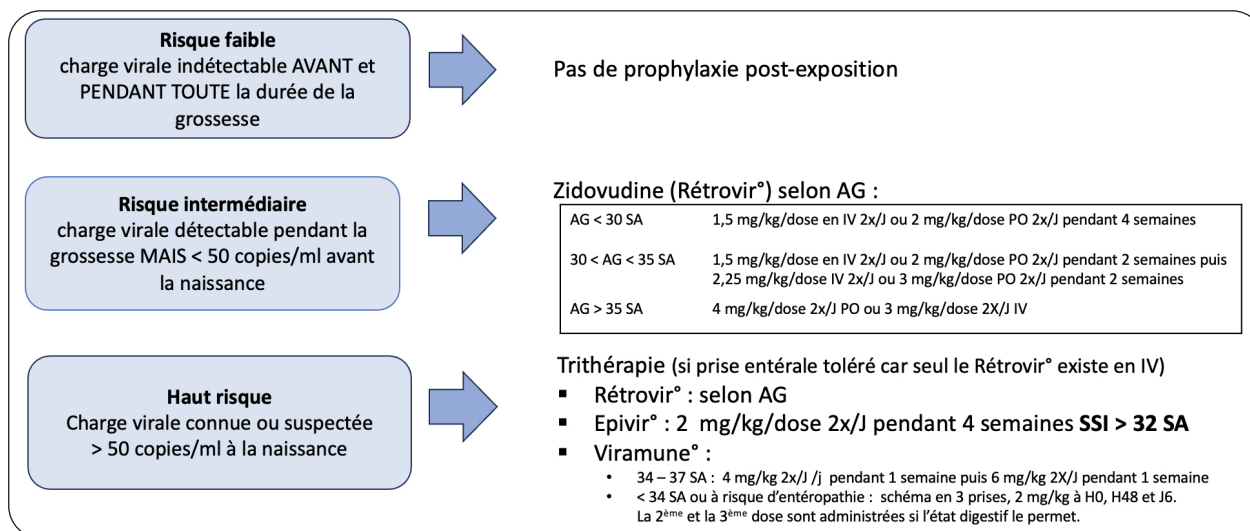 Risque faible
charge virale indétectable AVANT et
PENDANT TOUTE la durée de la
grossesse
Pas de prophylaxie post-exposition
Risque intermédiaire
charge virale détectable pendant la
grossesse MAIS < 50 copies/ml avant
la naissance
Zidovudine (Rétrovir°) selon AG :
AG < 30 SA 1,5 mg/kg/dose en IV 2x/J ou 2 mg/kg/dose PO 2x/J pendant 4 semaines
30 < AG < 35 SA 1,5 mg/kg/dose en IV 2x/J ou 2 mg/kg/dose PO 2x/J pendant 2 semaines puis
2,25 mg/kg/dose IV 2x/J ou 3 mg/kg/dose PO 2x/J pendant 2 semaines
AG > 35 SA 4 mg/kg/dose 2x/J PO ou 3 mg/kg/dose 2X/J IV
Haut risque
Charge virale connue ou suspectée
> 50 copies/ml à la naissance
Trithérapie (si prise entérale toléré car seul le Rétrovir° existe en IV)
▪ Rétrovir° : selon AG
▪ Epivir° : 2 mg/kg/dose 2x/J pendant 4 semaines SSI > 32 SA
▪ Viramune° :
• 34 – 37 SA : 4 mg/kg 2x/J /j pendant 1 semaine puis 6 mg/kg 2X/J pendant 1 semaine
• < 34 SA ou à risque d'entéropathie : schéma en 3 prises, 2 mg/kg à H0, H48 et J6.
La 2ème et la 3ème dose sont administrées si l'état digestif le permet.